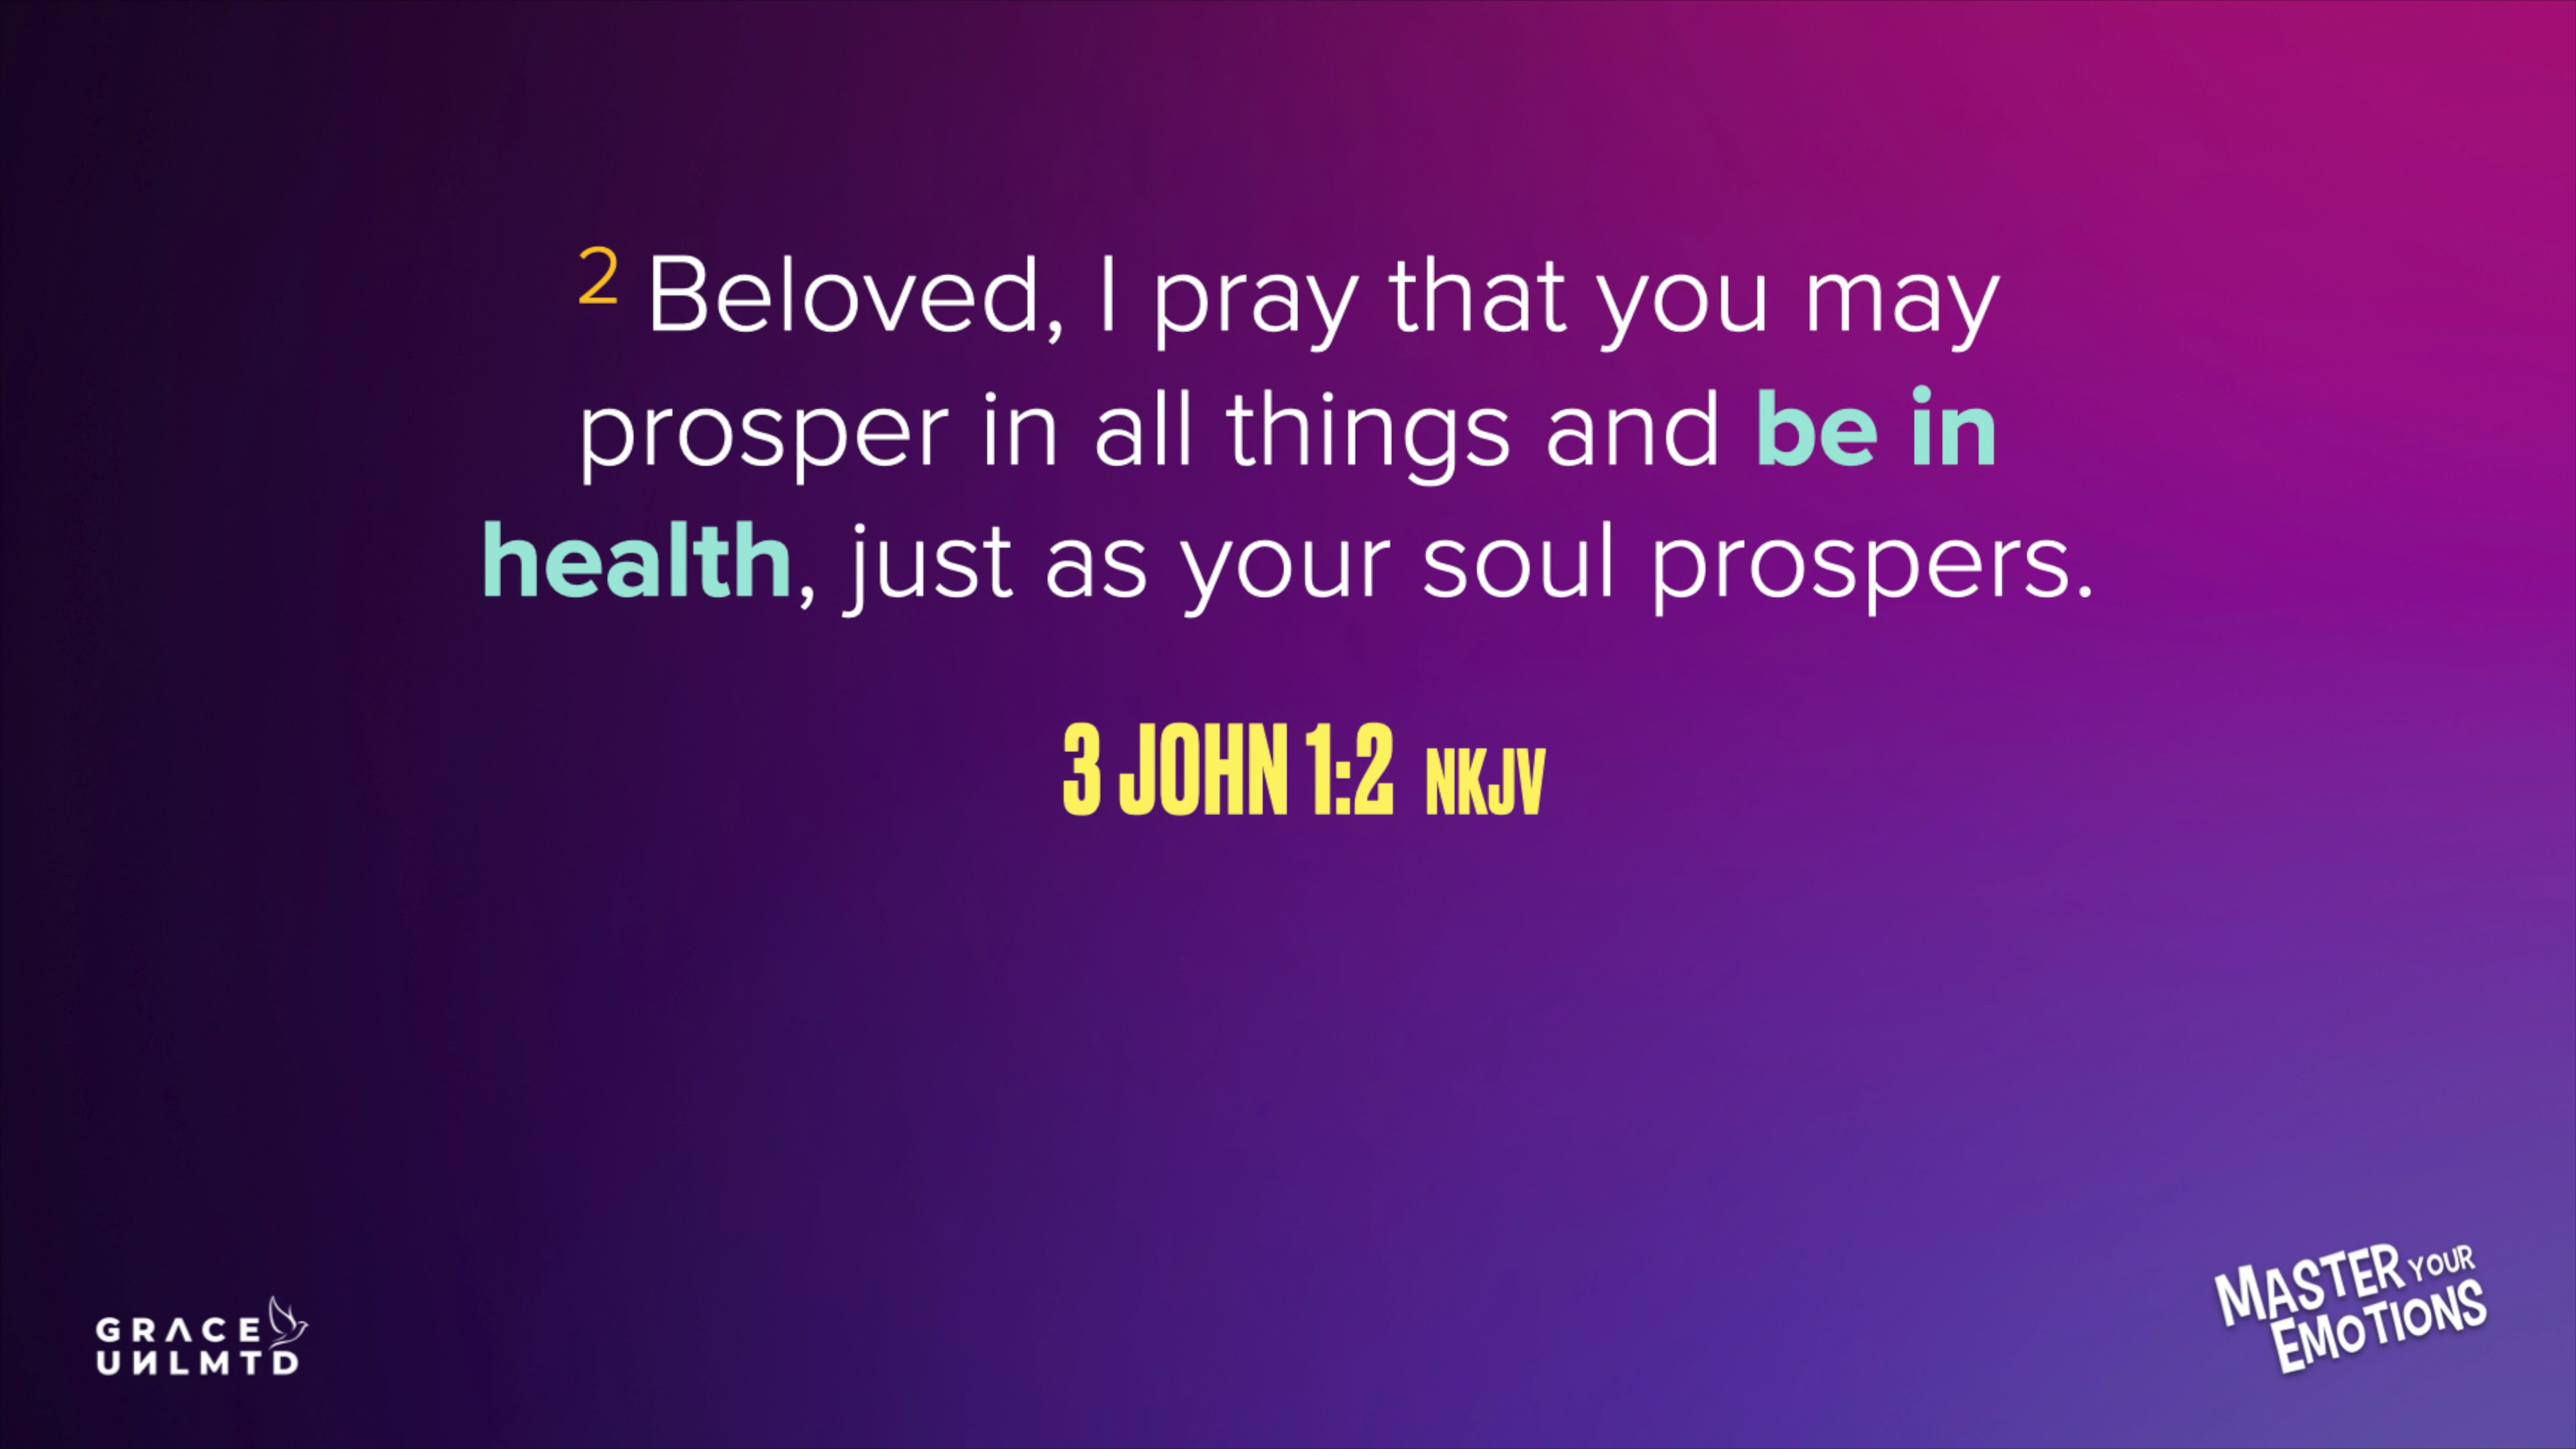 2 Beloved, I pray that you may
prosper in all things and be in
health, just as your soul prospers.
3 JOHN 1:2 NKJV
GRACE
UNLMTD
MASTER YOUR
EMOTIONS